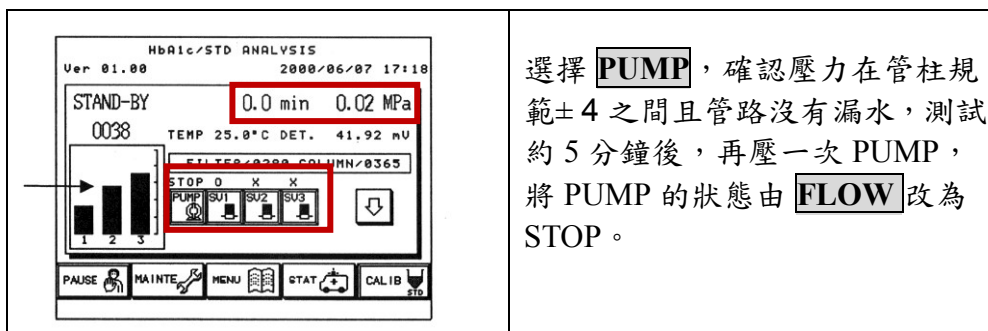 HbA1c/STD ANALYSIS
Ver 01.00 2000/06/07 17:18
STAND-BY 0.0 min 0.02 MPa
0038 TEMP 25.0°C DET. 41.92 mV
FILTER/0280 COLUMN/0365
STOP O X X
PUMP SV1 SV2 SV3
1 2 3
PAUSE MAINTE MENU STAT CALIB
STD
選擇 PUMP，確認壓力在管柱規
範± 4 之間且管路沒有漏水，測試
約 5 分鐘後，再壓一次 PUMP，
將 PUMP 的狀態由 FLOW 改為
STOP。